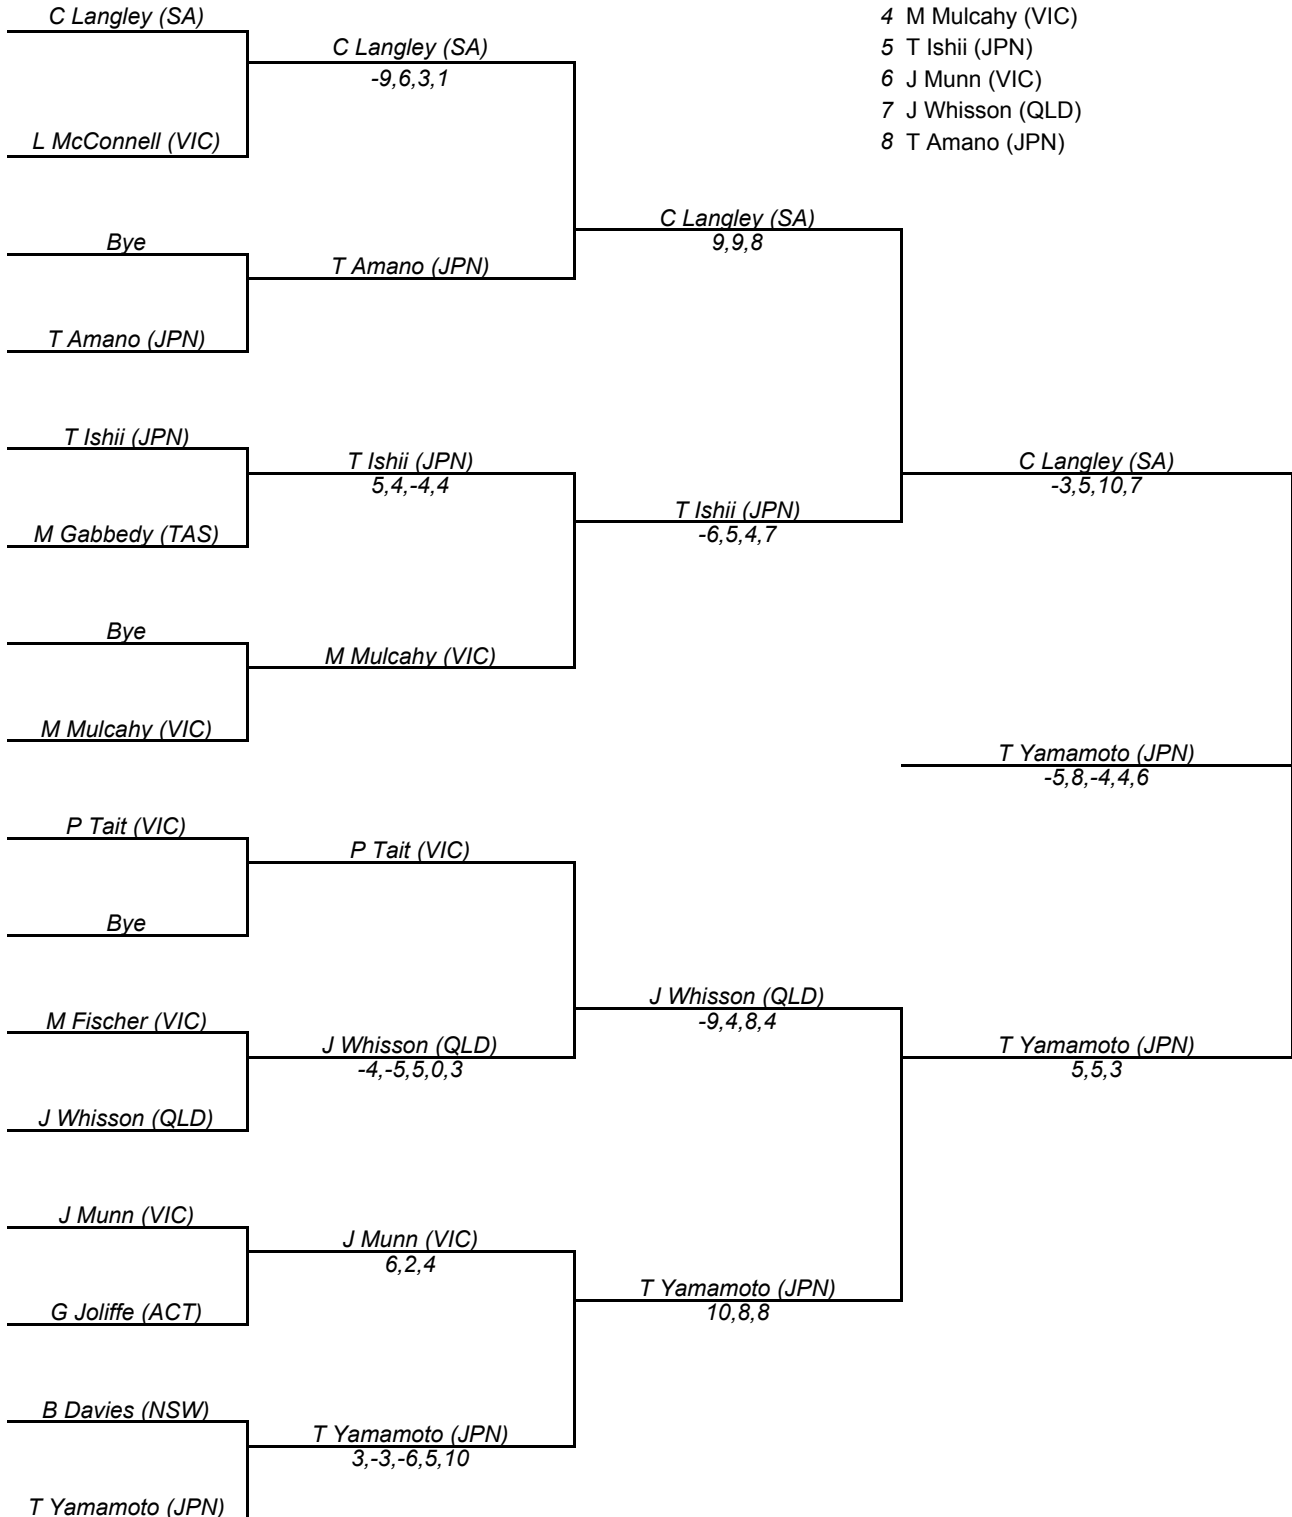 C Langley (SA)
4 M Mulcahy (VIC)
C Langley (SA)
5 T Ishii (JPN)
-9,6,3,1
6 J Munn (VIC)
7 J Whisson (QLD)
L McConnell (VIC)
8 T Amano (JPN)
C Langley (SA)
9,9,8
Bye
T Amano (JPN)
T Amano (JPN)
T Ishii (JPN)
T Ishii (JPN)
5,4,-4,4
C Langley (SA)
-3,5,10,7
T Ishii (JPN)
-6,5,4,7
M Gabbedy (TAS)
Bye
M Mulcahy (VIC)
M Mulcahy (VIC)
T Yamamoto (JPN)
-5,8,-4,4,6
P Tait (VIC)
P Tait (VIC)
Bye
J Whisson (QLD)
-9,4,8,4
M Fischer (VIC)
J Whisson (QLD)
-4,-5,5,0,3
T Yamamoto (JPN)
5,5,3
J Whisson (QLD)
J Munn (VIC)
J Munn (VIC)
6,2,4
T Yamamoto (JPN)
10,8,8
G Joliffe (ACT)
B Davies (NSW)
T Yamamoto (JPN)
3,-3,-6,5,10
T Yamamoto (JPN)